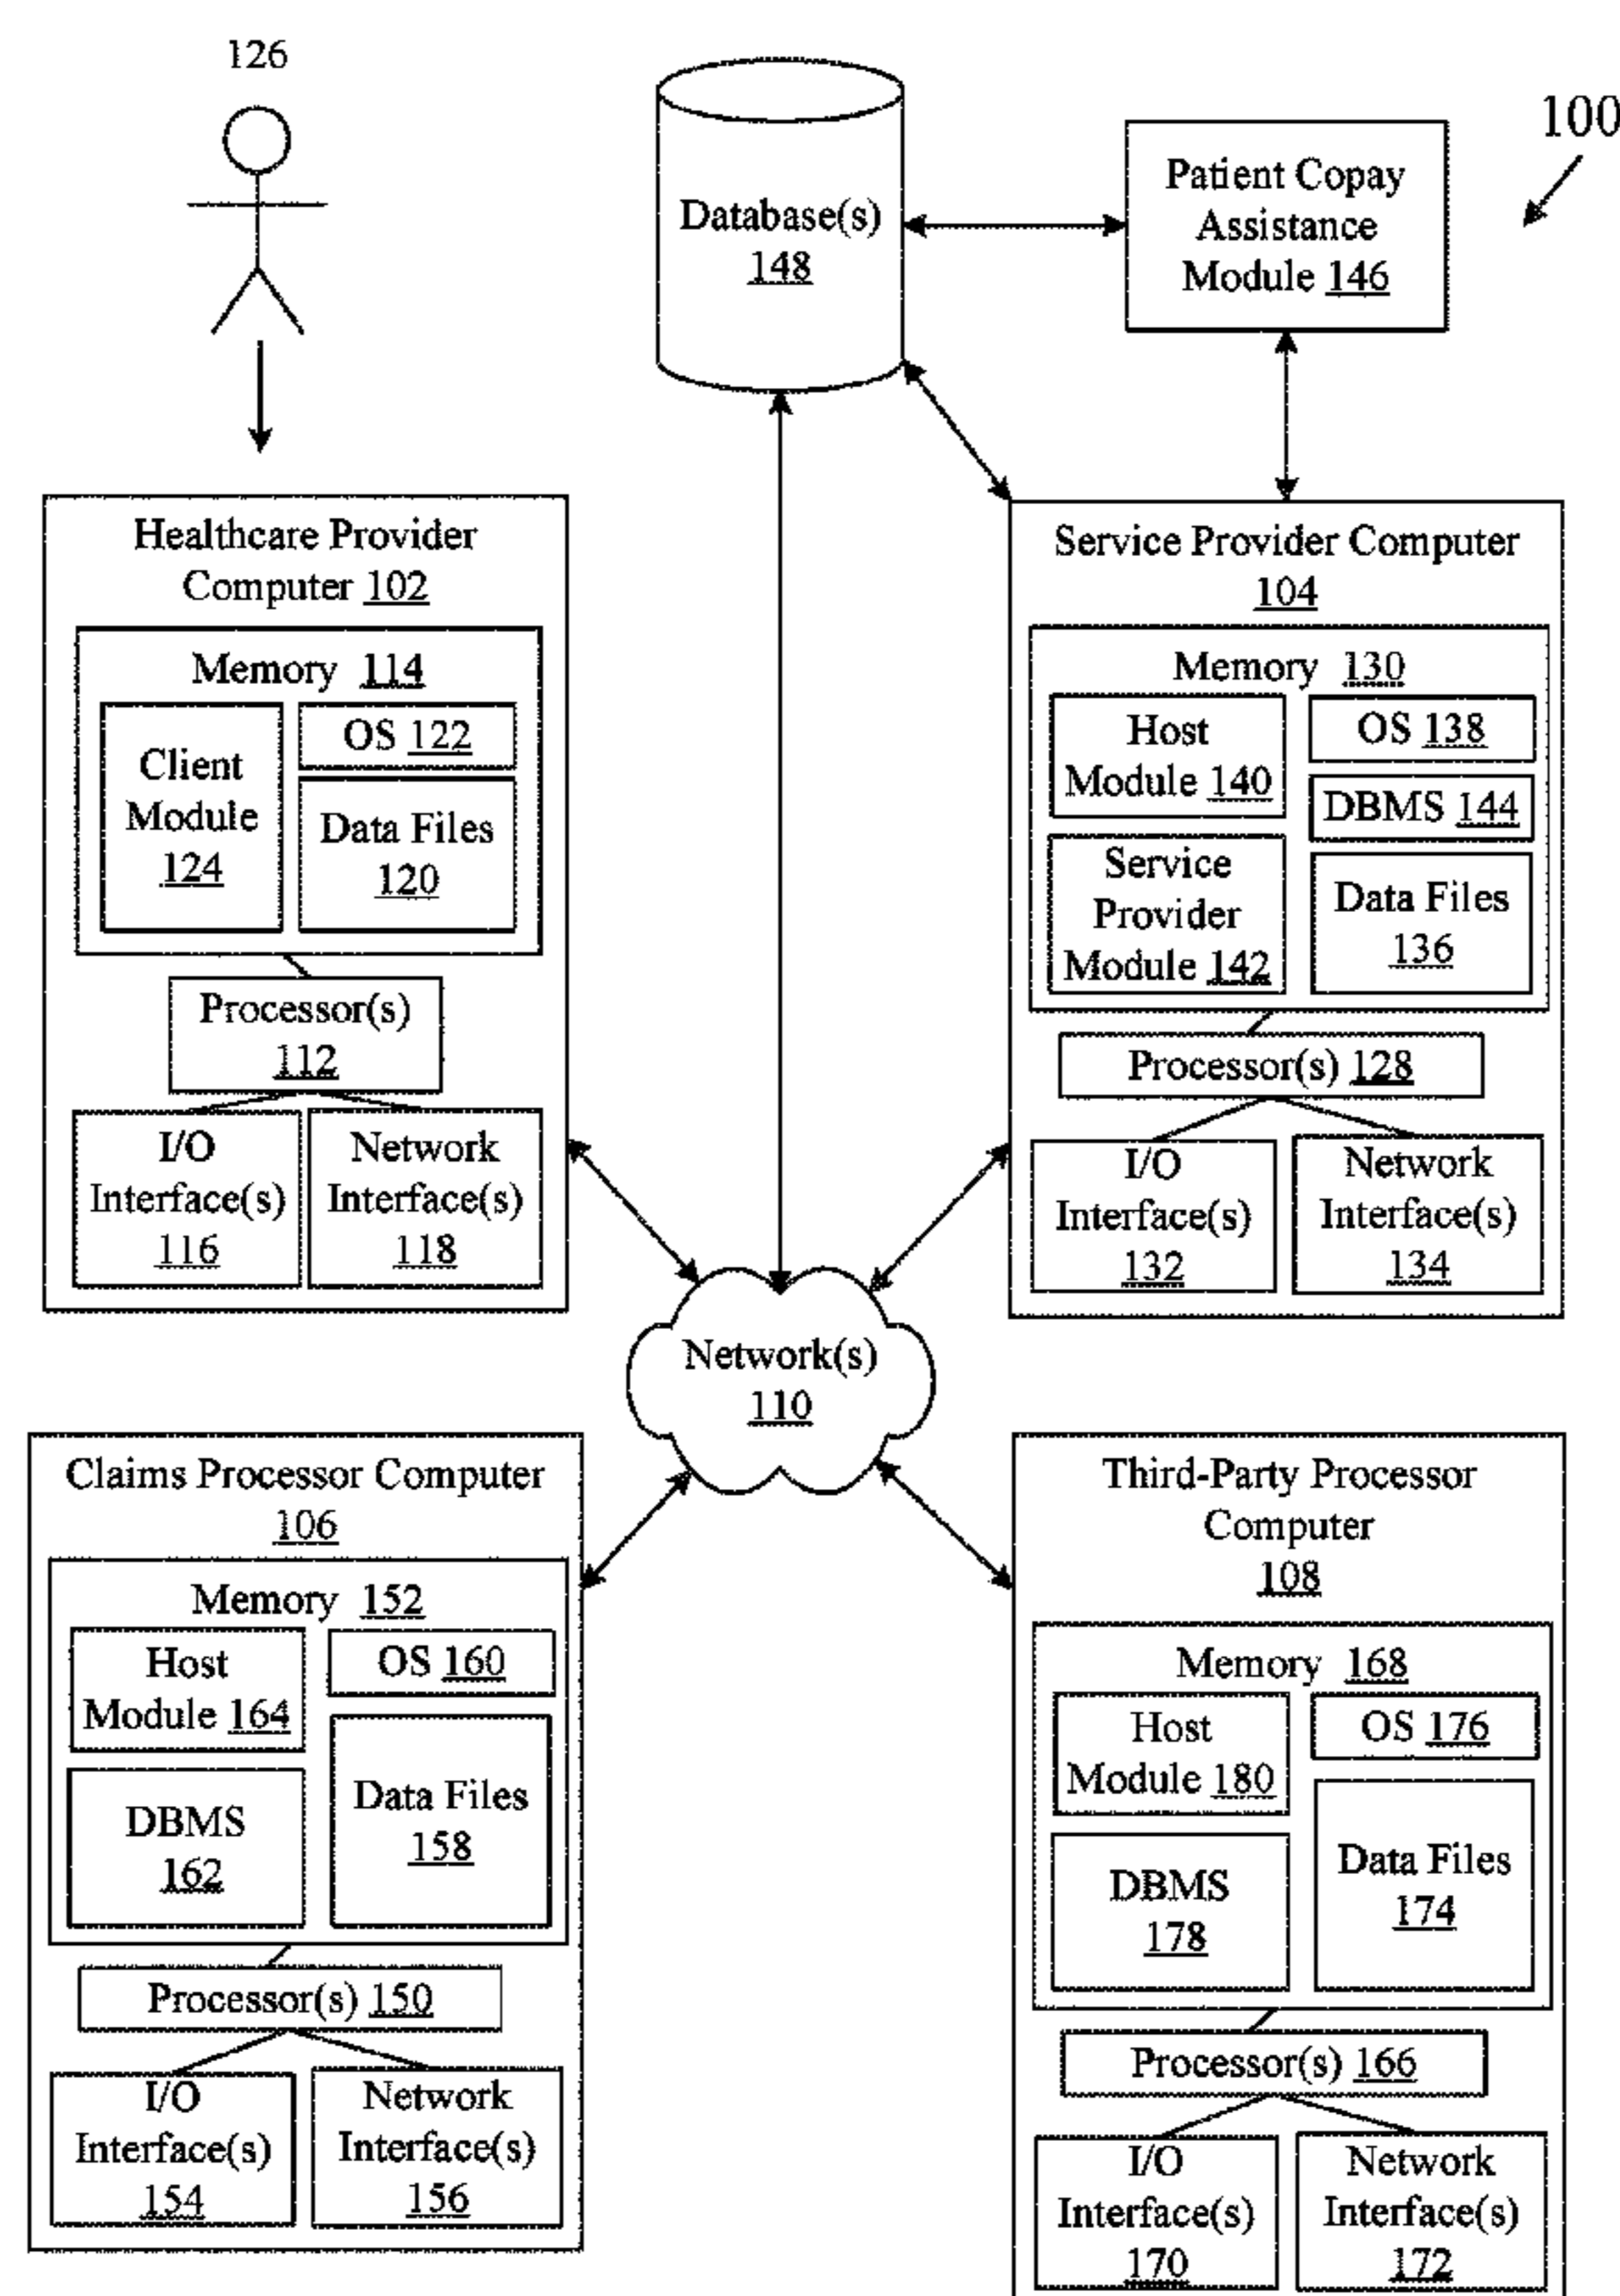 126
100
Database(s)
148
Patient Copay
Assistance
Module 146
Healthcare Provider
Computer 102
Memory 114
Client
Module
124
OS 122
Data Files
120
Processor(s)
112
I/O
Interface(s)
116
Network
Interface(s)
118
Service Provider Computer
104
Memory 130
Host
Module 140
OS 138
DBMS 144
Service
Provider
Module 142
Data Files
136
Processor(s) 128
I/O
Interface(s)
132
Network
Interface(s)
134
Network(s)
110
Claims Processor Computer
106
Memory 152
Host
Module 164
OS 160
DBMS
162
Data Files
158
Processor(s) 150
I/O
Interface(s)
154
Network
Interface(s)
156
Third-Party Processor
Computer
108
Memory 168
Host
Module 180
OS 176
DBMS
178
Data Files
174
Processor(s) 166
I/O
Interface(s)
170
Network
Interface(s)
172